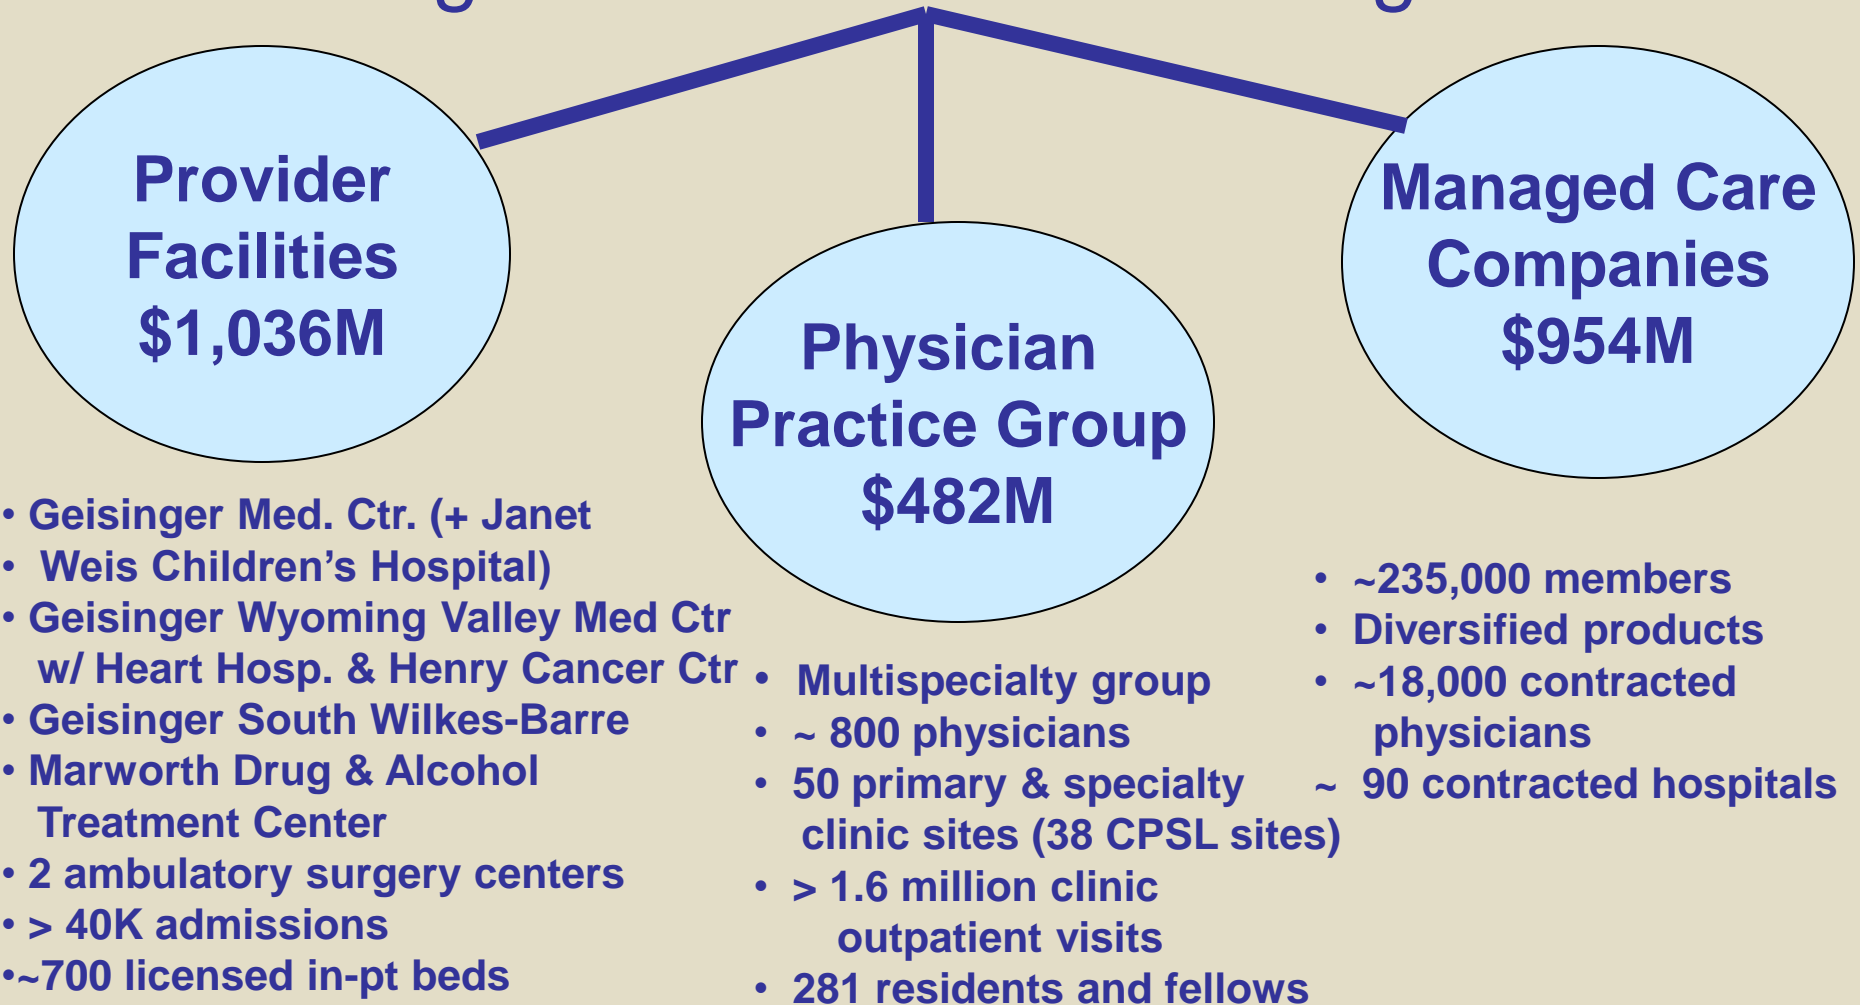 Provider
Facilities
$1,036M
Physician
Practice Group
$482M
Managed Care
Companies
$954M
• Geisinger Med. Ctr. (+ Janet
• Weis Children’s Hospital)
• Geisinger Wyoming Valley Med Ctr
w/ Heart Hosp. & Henry Cancer Ctr
• Geisinger South Wilkes-Barre
• Marworth Drug & Alcohol
Treatment Center
• 2 ambulatory surgery centers
• > 40K admissions
•~700 licensed in-pt beds
• Multispecialty group
• ~ 800 physicians
• 50 primary & specialty
clinic sites (38 CPSL sites)
• > 1.6 million clinic
outpatient visits
• 281 residents and fellows
• ~235,000 members
• Diversified products
• ~18,000 contracted
physicians
~ 90 contracted hospitals